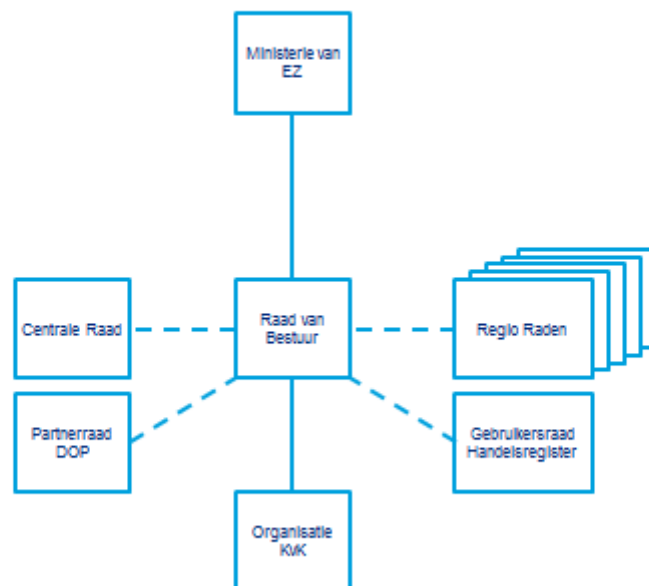 Ministerie van
EZ
Centrale Raad
Raad van
Bestuur
Regio Raden
Partnerraad
DOP
Gebruikersraad
Handelsregister
Organisatie
KvK